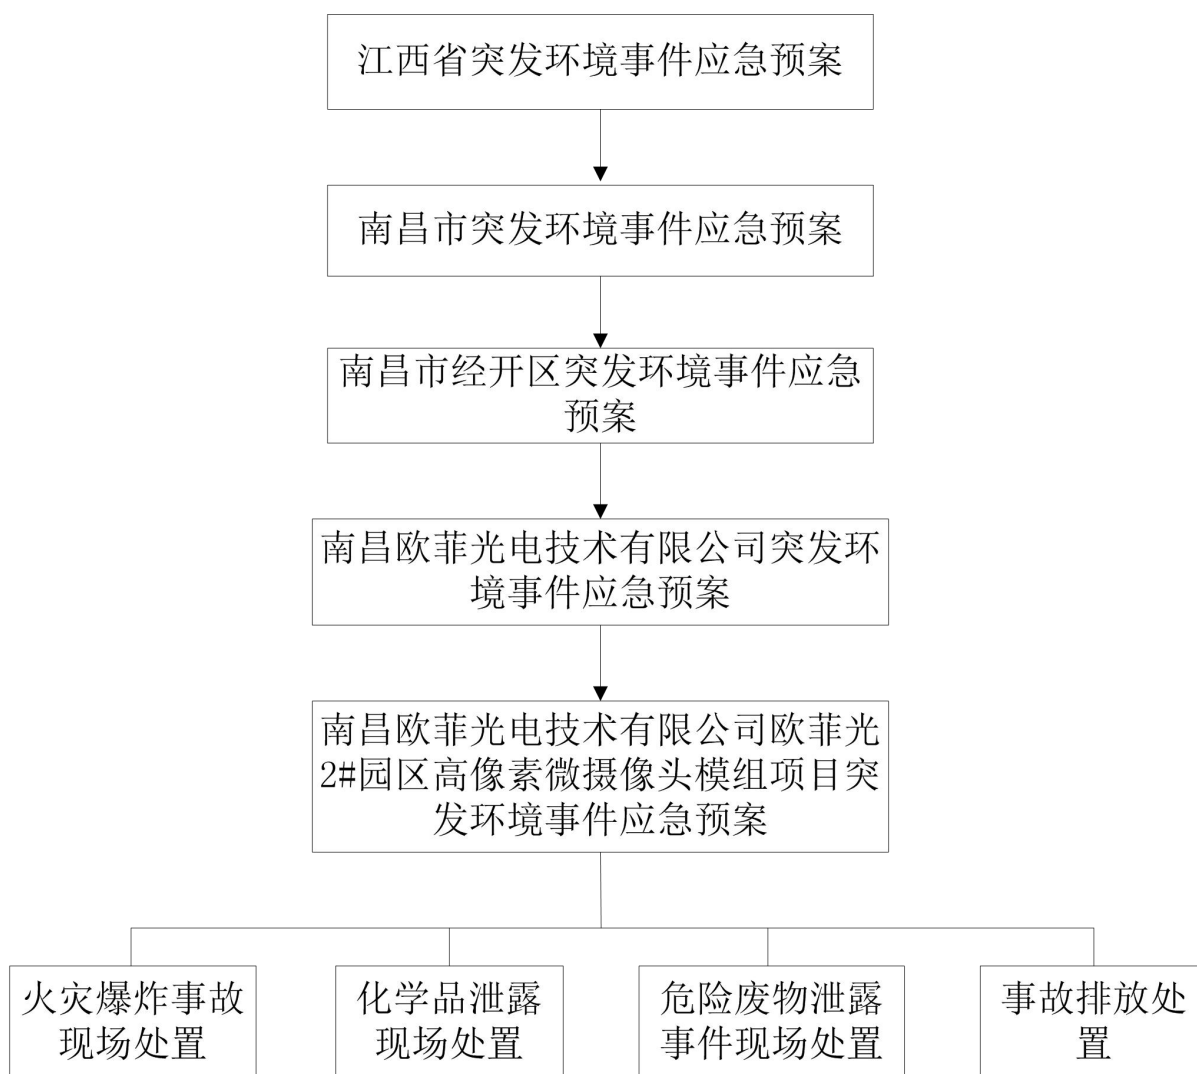 江西省突发环境事件应急预案
南昌市突发环境事件应急预案
南昌市经开区突发环境事件应急
预案
南昌欧菲光电技术有限公司突发环
境事件应急预案
南昌欧菲光电技术有限公司欧菲光
2#园区高像素微摄像头模组项目突
发环境事件应急预案
火灾爆炸事故
现场处置
化学品泄露
现场处置
危险废物泄露
事件现场处置
事故排放处
置